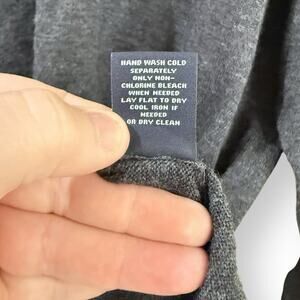 HAND WASH COLD
SEPARATELY
ONLY NON-
CHLORINE BLEACH
WHEN NEEDED
LAY FLAT TO DRY
COOL IRON IF
NEEDED
OR DRY CLEAN